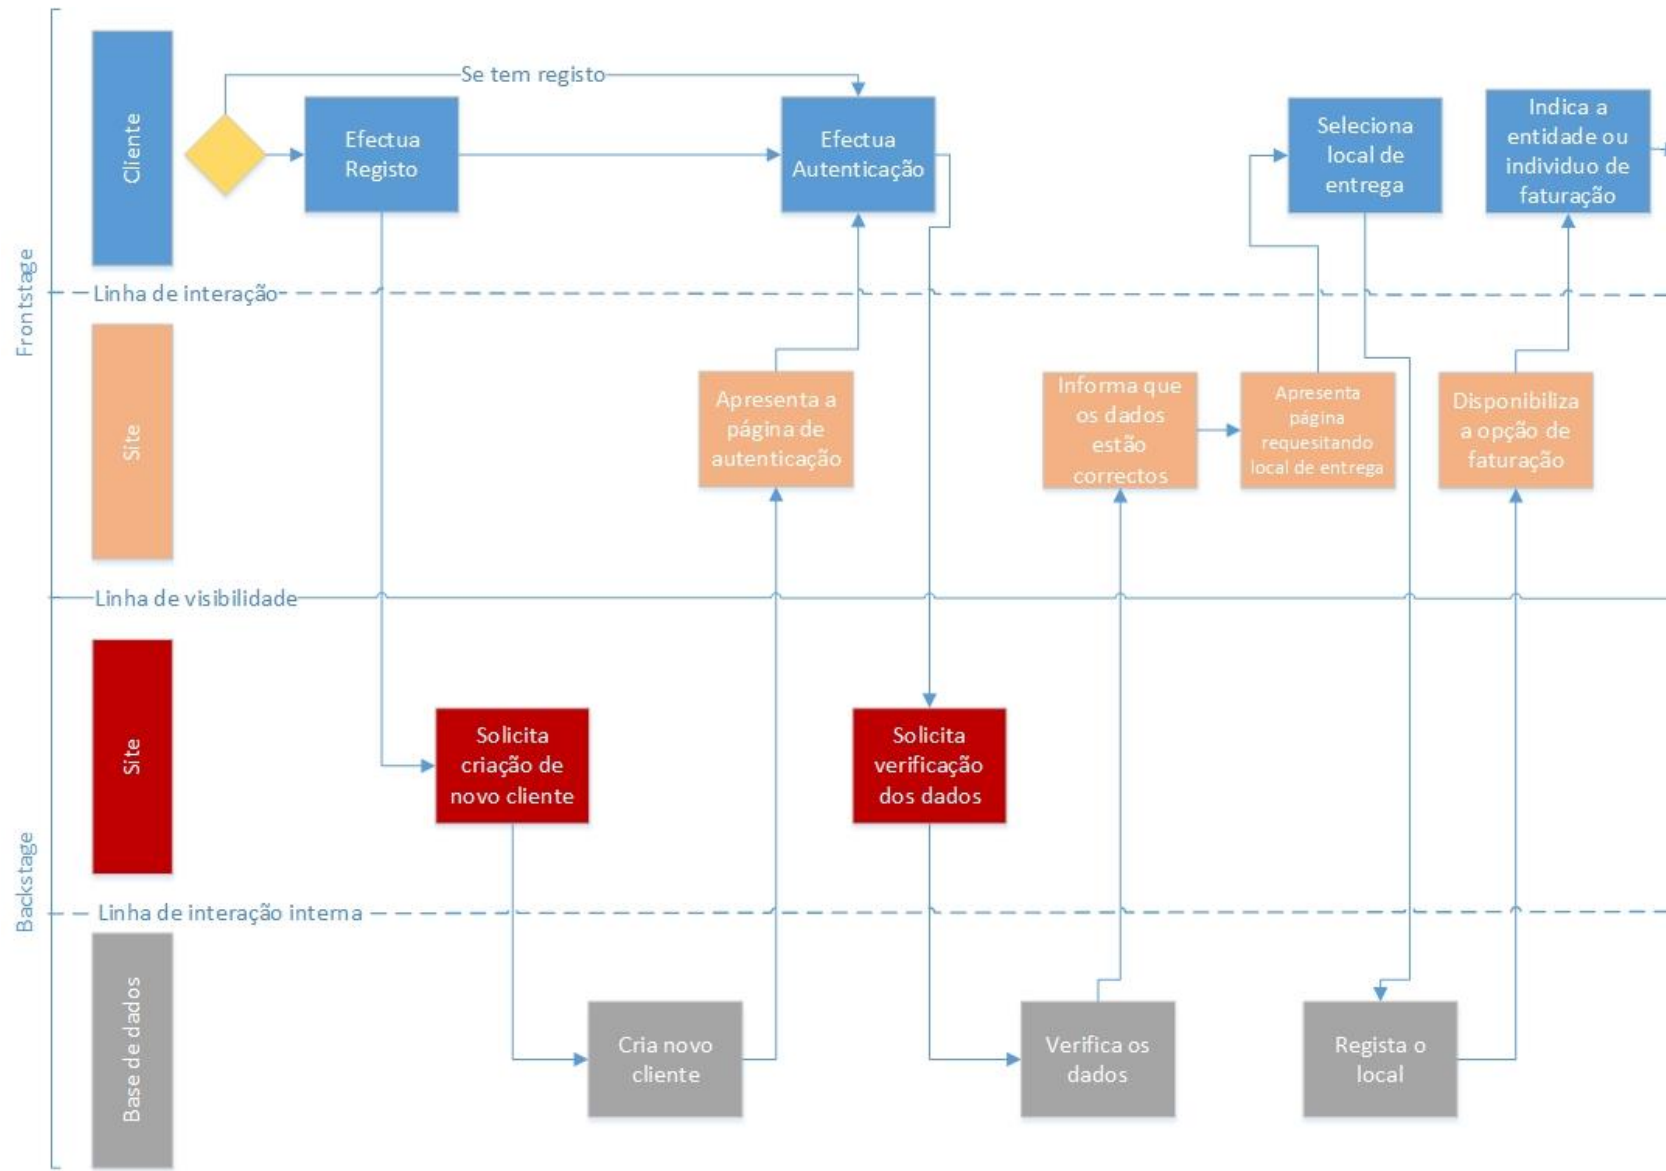 Se tem registo
Cliente
Efectua
Registo
Efectua
Autenticação
Seleciona
local de
entrega
Indica a
entidade ou
individuo de
faturação
Frontstage
Linha de interação
Site
Apresenta a
página de
autenticação
Informa que
os dados
estão
correctos
Apresenta
página
requesitando
local de entrega
Disponibiliza
a opção de
faturação
Linha de visibilidade
Site
Solicita
criação de
novo cliente
Solicita
verificação
dos dados
Backstage
Linha de interação interna
Base de dados
Cria novo
cliente
Verifica os
dados
Regista o
local